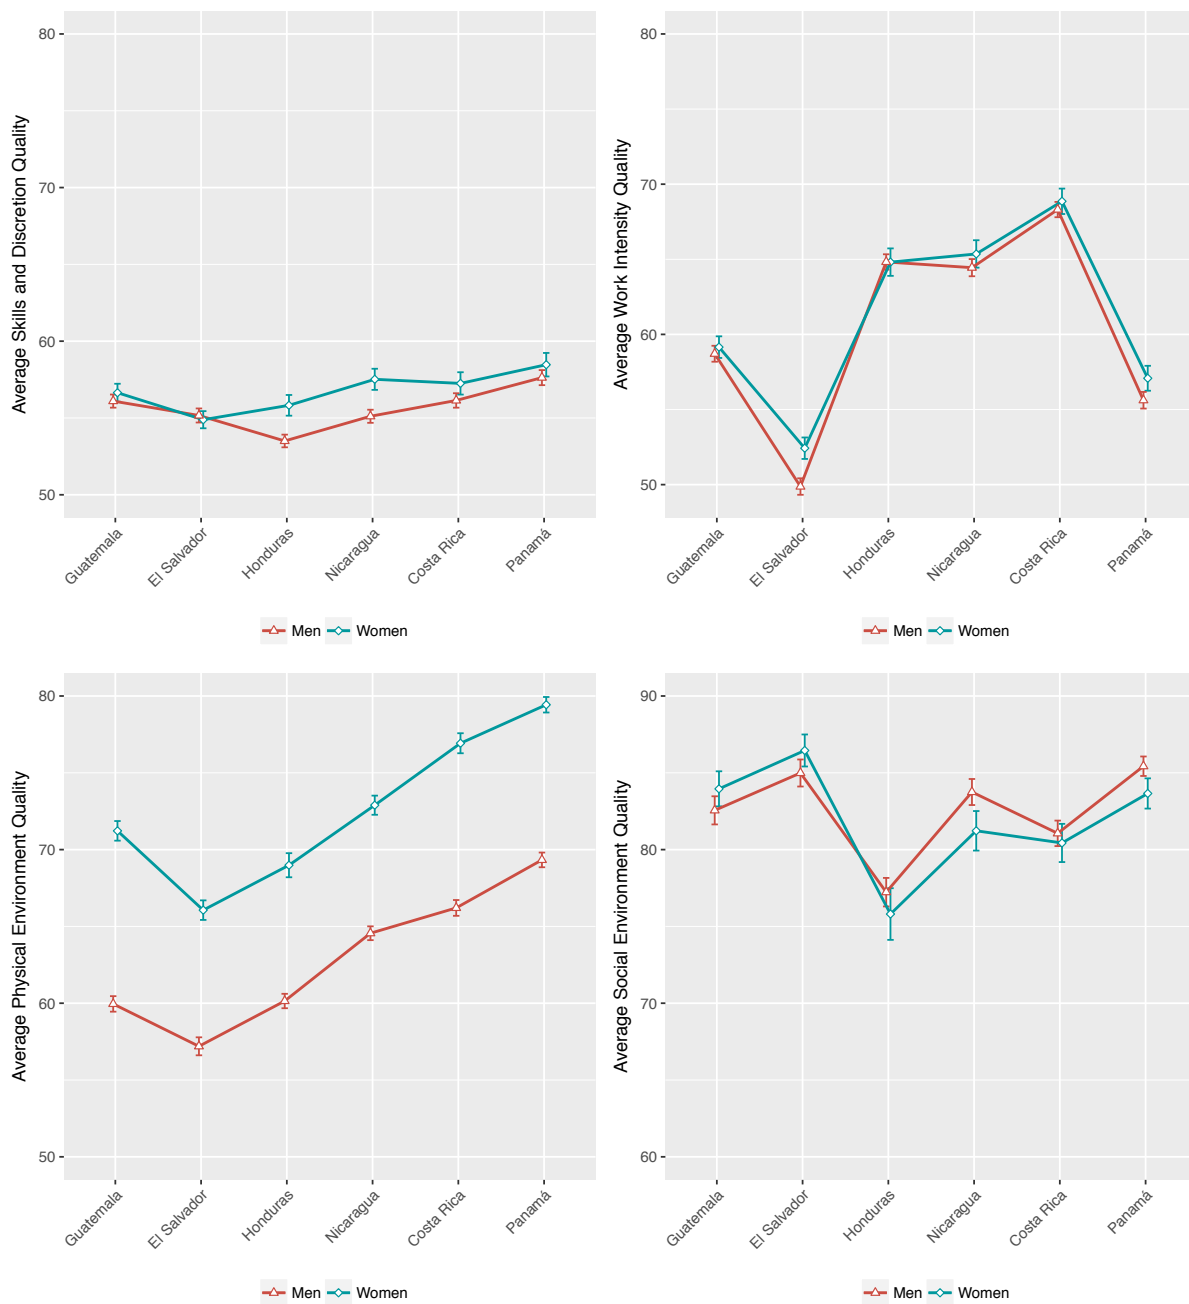 Average Skills and Discretion Quality
80
70
60
50
Guatemala
El Salvador
Honduras
Nicaragua
Costa Rica
Panamá
Men Women
Average Work Intensity Quality
80
70
60
50
Guatemala
El Salvador
Honduras
Nicaragua
Costa Rica
Panamá
Men Women
Average Physical Environment Quality
80
70
60
50
Guatemala
El Salvador
Honduras
Nicaragua
Costa Rica
Panamá
Men Women
Average Social Environment Quality
90
80
70
60
Guatemala
El Salvador
Honduras
Nicaragua
Costa Rica
Panamá
Men Women